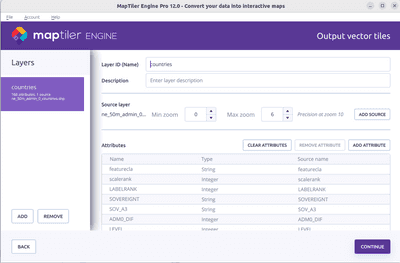 MapTiler Engine Pro 12.0 - Convert your data into interactive maps
File Account Help
maptiler ENGINE
Output vector tiles
Layers
countries
168 attributes, 1 source
ne_50m_admin_0_countries.shp
Layer ID (Name) countries
Description Enter layer description
Source layer
ne_50m_admin_0... Min zoom 0 Max zoom 6 Precision at zoom 10 ADD SOURCE
Attributes CLEAR ATTRIBUTES REMOVE ATTRIBUTE ADD ATTRIBUTE
Name Type Source name
featurecla String featurecla
scalerank Integer scalerank
LABELRANK Integer LABELRANK
SOVEREIGNT String SOVEREIGNT
SOV_A3 String SOV_A3
ADM0_DIF Integer ADM0_DIF
LEVEL Integer LEVEL
ADD REMOVE
BACK CONTINUE